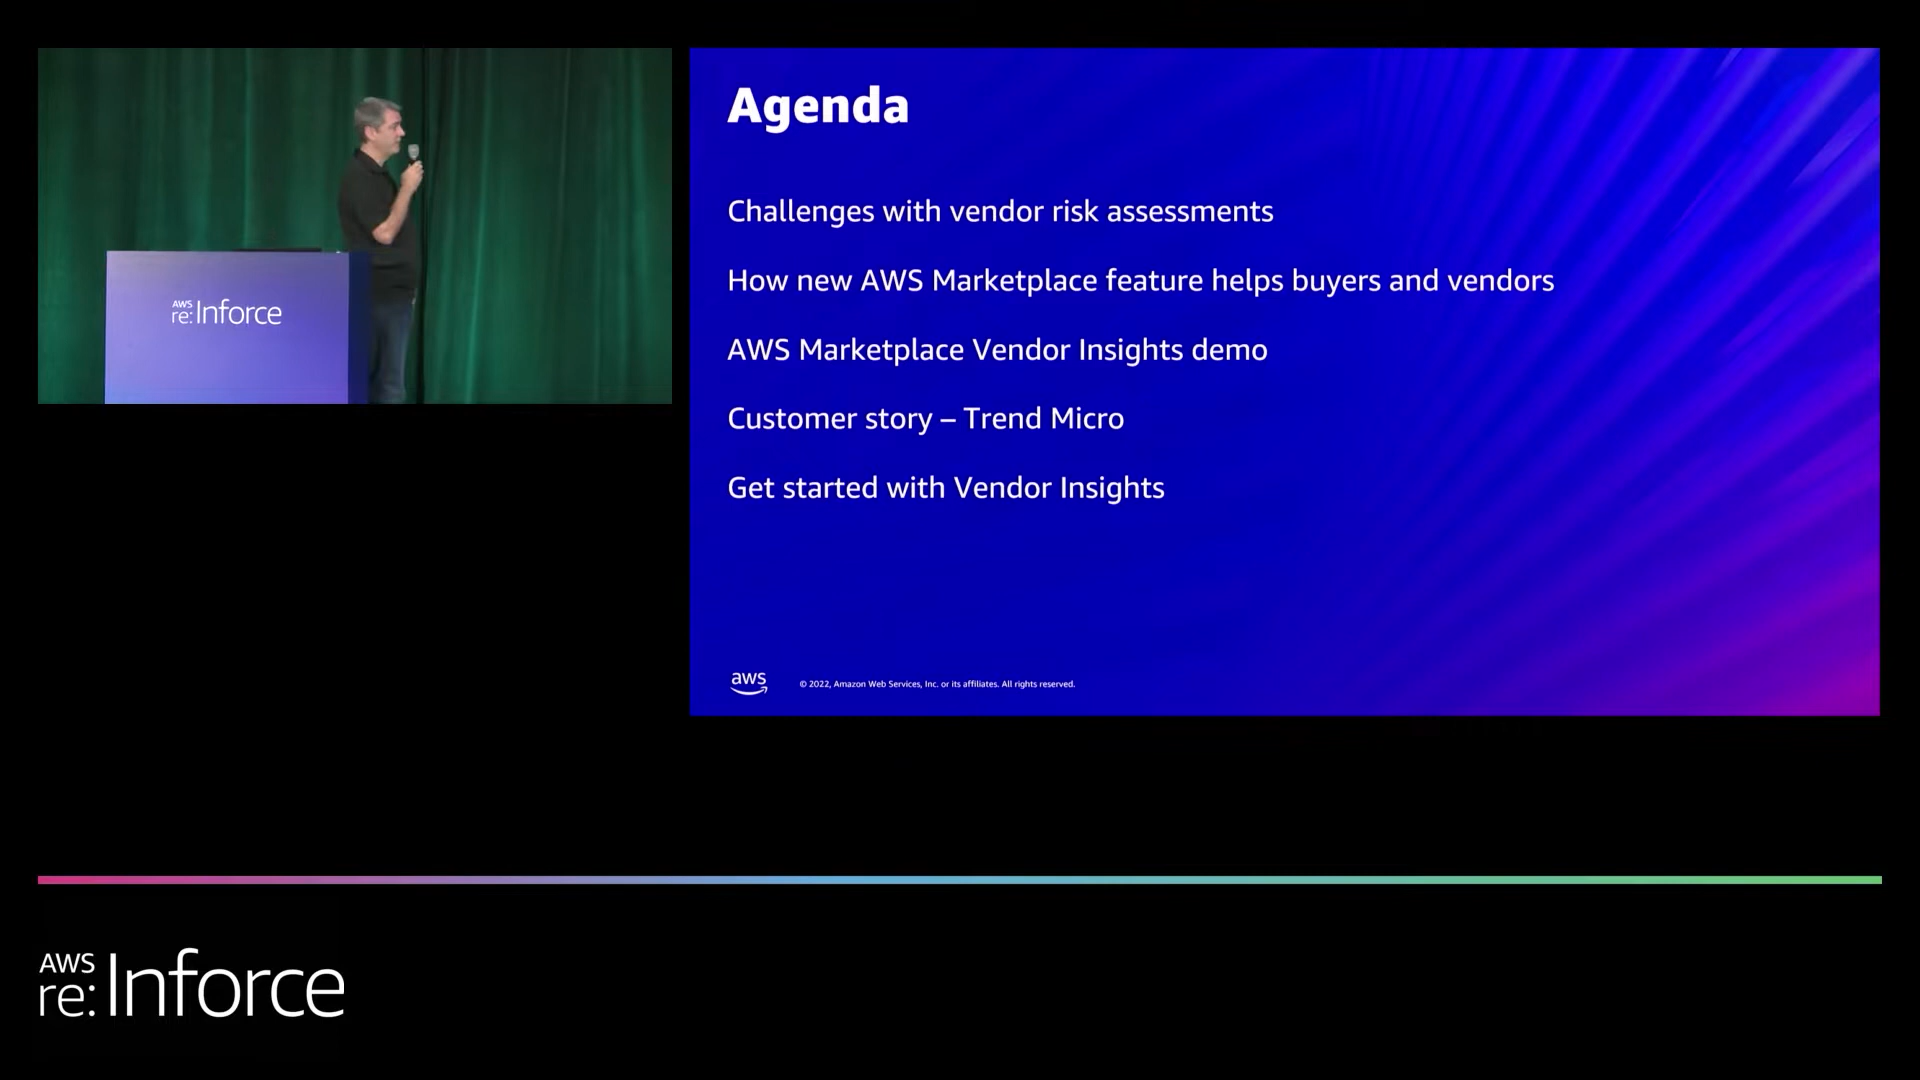 AWS
re:Inforce
Agenda
Challenges with vendor risk assessments
How new AWS Marketplace feature helps buyers and vendors
AWS Marketplace Vendor Insights demo
Customer story – Trend Micro
Get started with Vendor Insights
aws
© 2022, Amazon Web Services, Inc. or its affiliates. All rights reserved.
AWS
re:Inforce